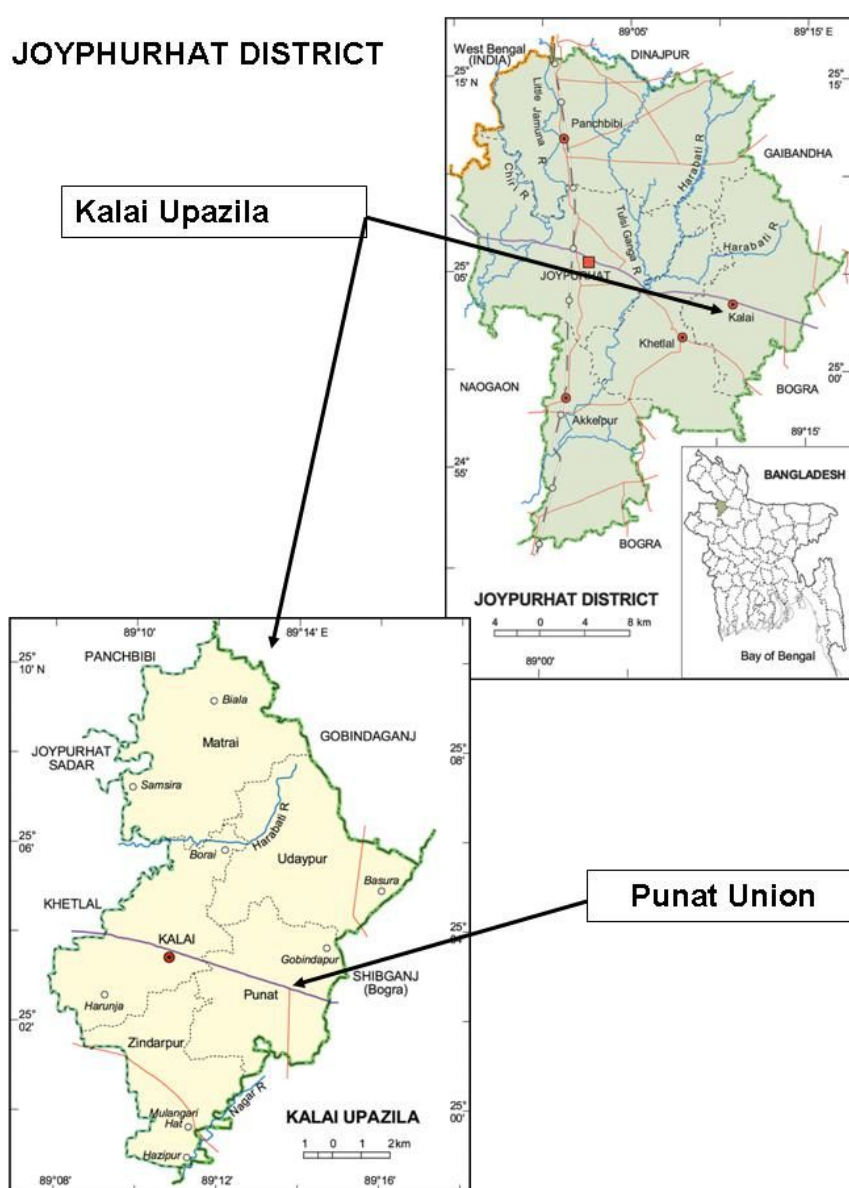 JOYPHURHAT DISTRICT
89°05'
89°15' E
West Bengal
(INDIA)
DINAJPUR
25°
15' N
25°
15'
Little Jamuna R
Panchbibi
Chiri R
Harabati R
GAIBANDHA
Kalai Upazila
Tulsi Ganga R
Harabati R
25°
05'
25°
05'
JOYPURHAT
Kalai
Khetlal
25°
00'
NAOGAON
BOGRA
Akkelpur
89°15'
24°
55'
BANGLADESH
BOGRA
JOYPURHAT DISTRICT
4 0 4 8 km
Bay of Bengal
89°00'
89°10'
89°14' E
25°
10' N
PANCHBIBI
Biala
GOBINDAGANJ
Matrai
JOYPURHAT
SADAR
25°
08'
Samsira
Harabati R
25°
06'
Borai
Udaypur
Basura
Punat Union
KHETLAL
25°
04'
KALAI
Gobindapur
SHIBGANJ
(Bogra)
Punat
Harunja
25°
02'
Zindarpur
Nagar R
Mulangari
Hat
KALAI UPAZILA
25°
00'
1 0 1 2km
Hazipur
89°08'
89°12'
89°16'